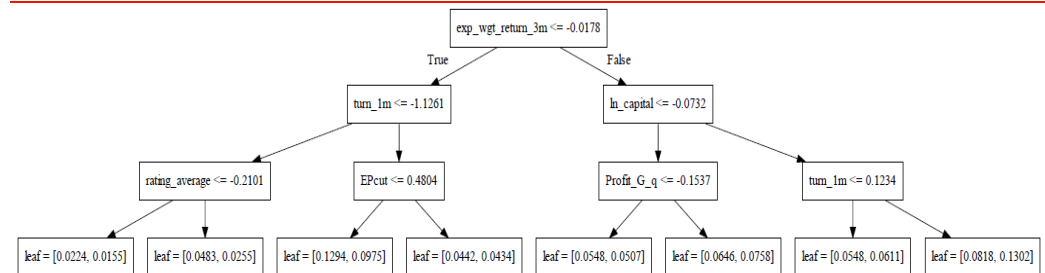 exp_wgt_return_3m <= -0.0178
True
False
turn_1m <= -1.1261
ln_capital <= -0.0732
rating_average <= -0.2101
EPcut <= 0.4804
Profit_G_q <= -0.1537
turn_1m <= 0.1234
leaf = [0.0224, 0.0155]
leaf = [0.0483, 0.0255]
leaf = [0.1294, 0.0975]
leaf = [0.0442, 0.0434]
leaf = [0.0548, 0.0507]
leaf = [0.0646, 0.0758]
leaf = [0.0548, 0.0611]
leaf = [0.0818, 0.1302]